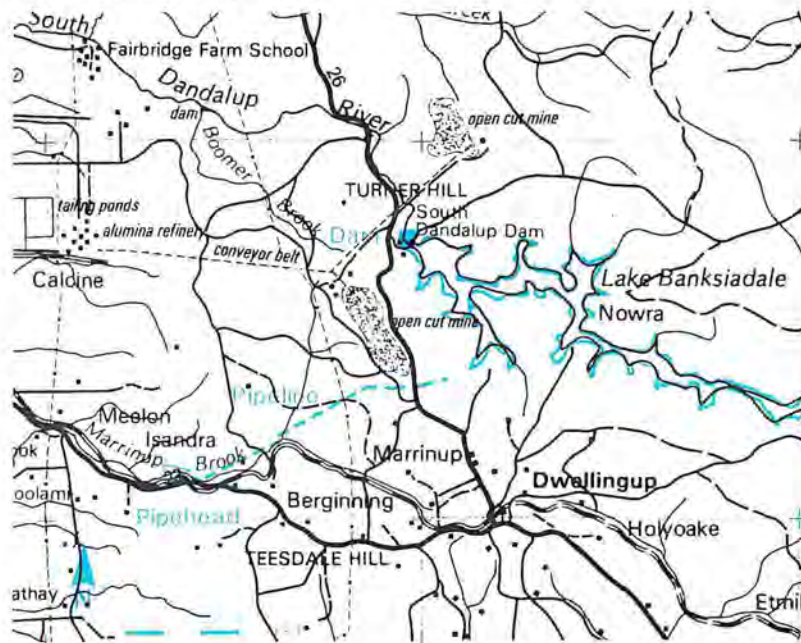 South
Fairbridge Farm School
Dandalup
River
26
dam
Boomer
Brook
open cut mine
TURNER HILL
South
Dandalup Dam
Dam
tailing ponds
alumina refinery
conveyor belt
Caldine
Lake Banksiadale
Nowra
open cut mine
Pipeline
Meelon
Isandra
Marrinup
Brook
Marrinup
Dwellingup
Berginning
Pipehead
Holyoake
TEESDALE HILL
oolami
athay